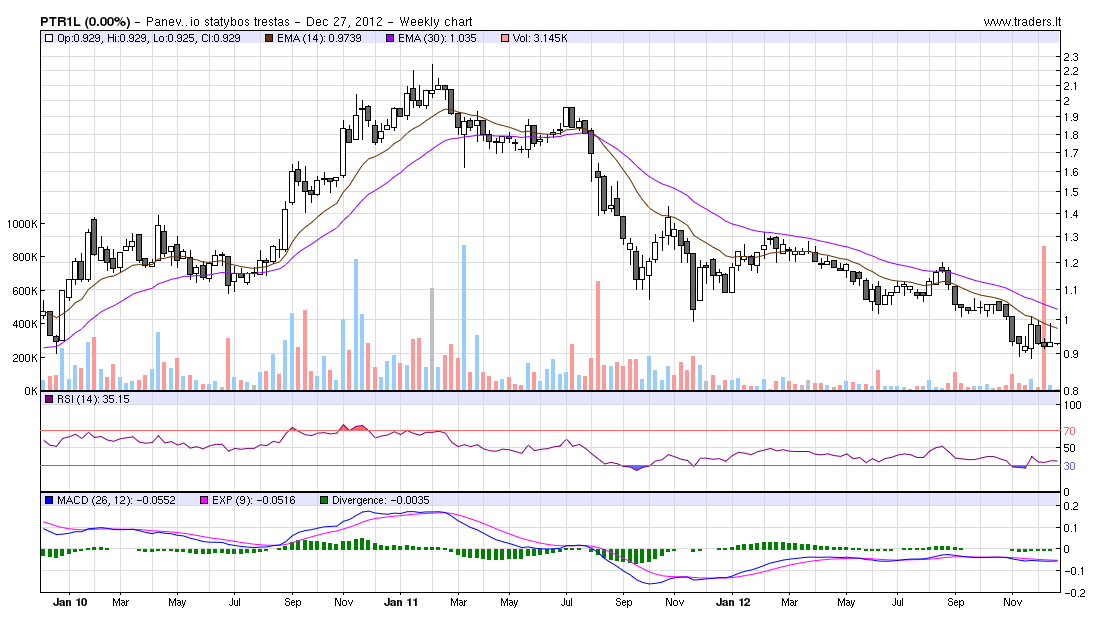 PTR1L (0.00%) - Panev..io statybos trestas - Dec 27, 2012 - Weekly chart www.traders.lt
Op:0.929, Hi:0.929, Lo:0.925, Cl:0.929 EMA (14): 0.9739 EMA (30): 1.035 Vol: 3.145K
2.3
2.2
2.1
2
1.9
1.8
1.7
1.6
1.5
1.4
1000K
1.3
800K
1.2
600K
1.1
400K
1
200K
0.9
0K
0.8
RSI (14): 35.15
100
70
50
30
0
MACD (26, 12): -0.0552 EXP (9): -0.0516 Divergence: -0.0035
0.2
0.1
0
-0.1
-0.2
Jan 10 Mar May Jul Sep Nov Jan 11 Mar May Jul Sep Nov Jan 12 Mar May Jul Sep Nov